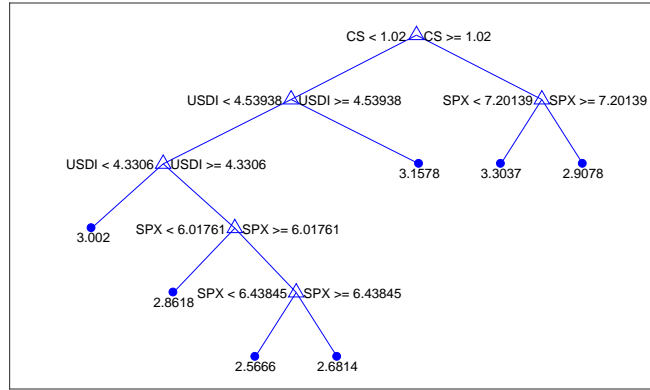 CS < 1.02 CS >= 1.02
USDI < 4.53938 USDI >= 4.53938 SPX < 7.20139 SPX >= 7.20139
USDI < 4.3306 USDI >= 4.3306 3.1578 3.3037 2.9078
3.002 SPX < 6.01761 SPX >= 6.01761
2.8618 SPX < 6.43845 SPX >= 6.43845
2.5666 2.6814